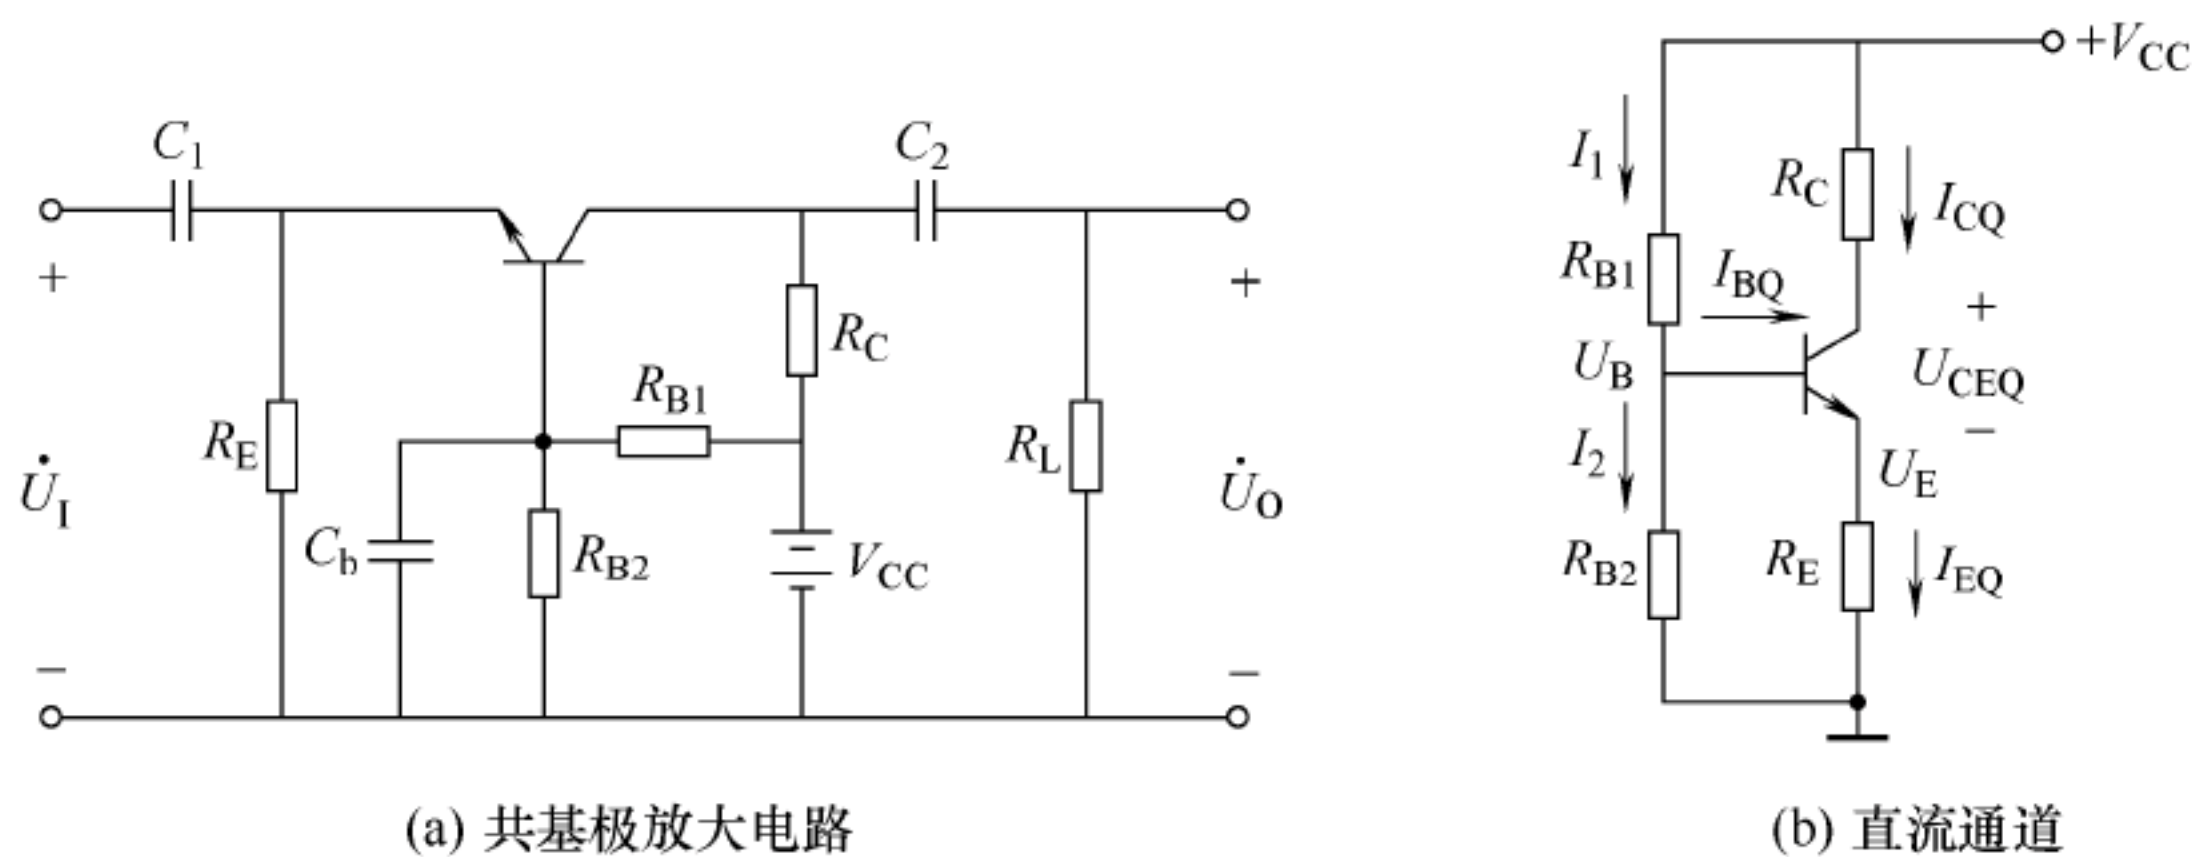 C1
C2
+
+
RE
RB1
RC
RL
U̇I
U̇O
Cb
RB2
VCC
−
−
(a) 共基极放大电路
+VCC
I1
RC
ICQ
RB1
IBQ
+
UB
UCEQ
−
I2
UE
RB2
RE
IEQ
(b) 直流通道